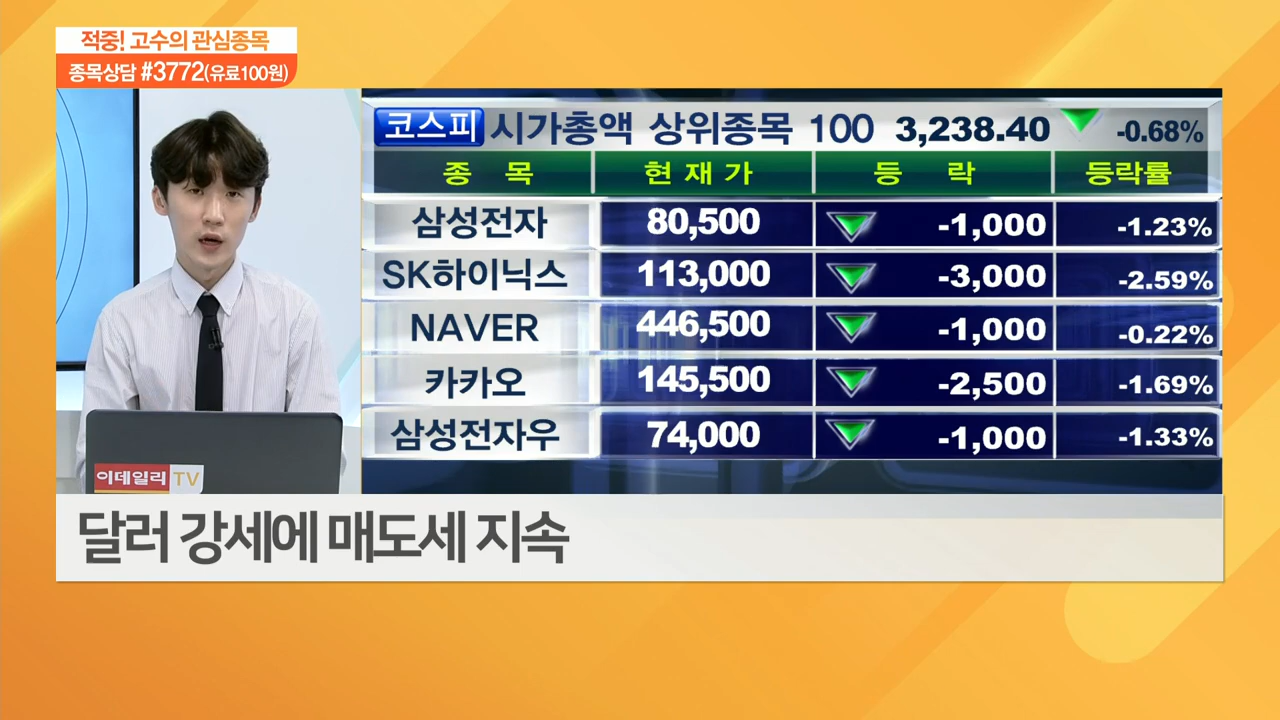 적중! 고수의 관심종목
종목상담 #3772(유료100원)
코스피 시가총액 상위종목 100 3,238.40 -0.68%
종 목 현 재 가 등 락 등락률
삼성전자 80,500 -1,000 -1.23%
SK하이닉스 113,000 -3,000 -2.59%
NAVER 446,500 -1,000 -0.22%
카카오 145,500 -2,500 -1.69%
삼성전자우 74,000 -1,000 -1.33%
이데일리 TV
달러 강세에 매도세 지속